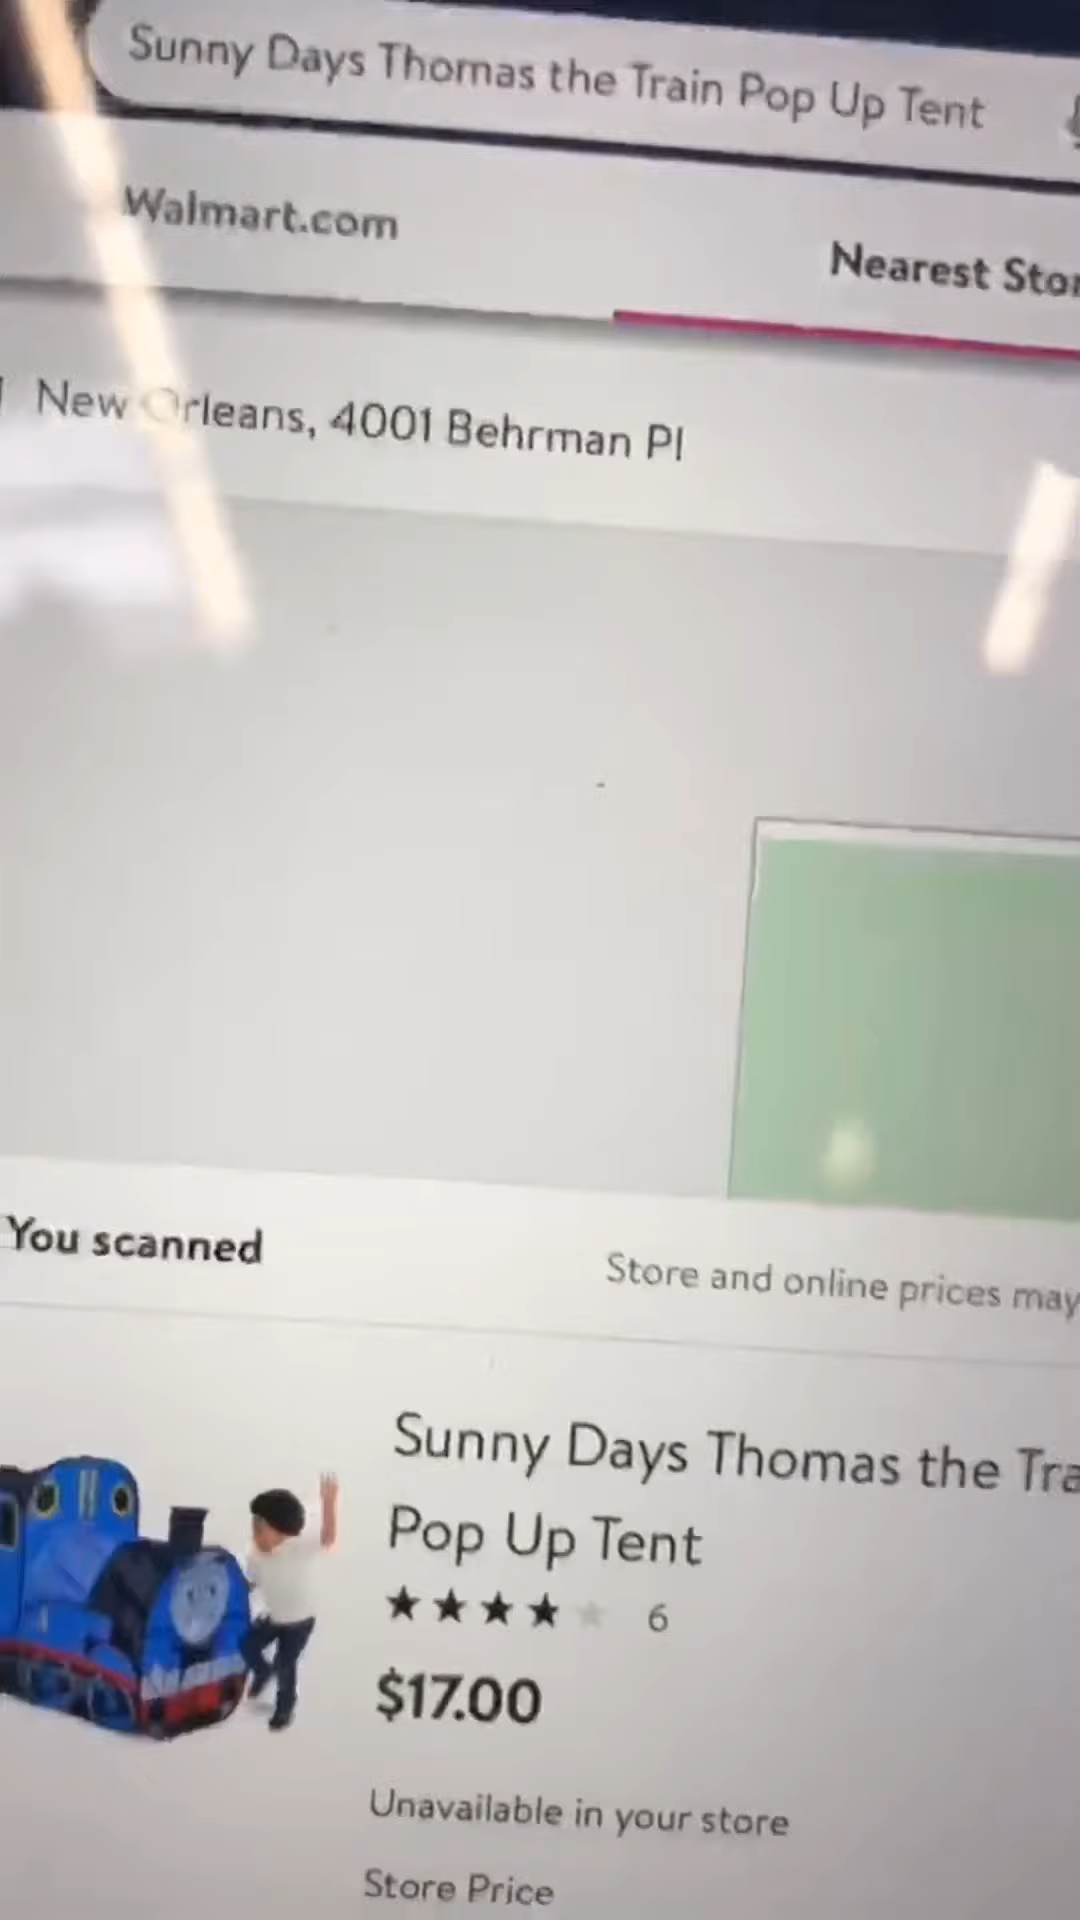 Sunny Days Thomas the Train Pop Up Tent
Walmart.com
Nearest
New Orleans, 4001 Behrman Pl
You scanned
Store and online prices may
Sunny Days Thomas the
Pop Up Tent
6
$17.00
Unavailable in your store
Store Price